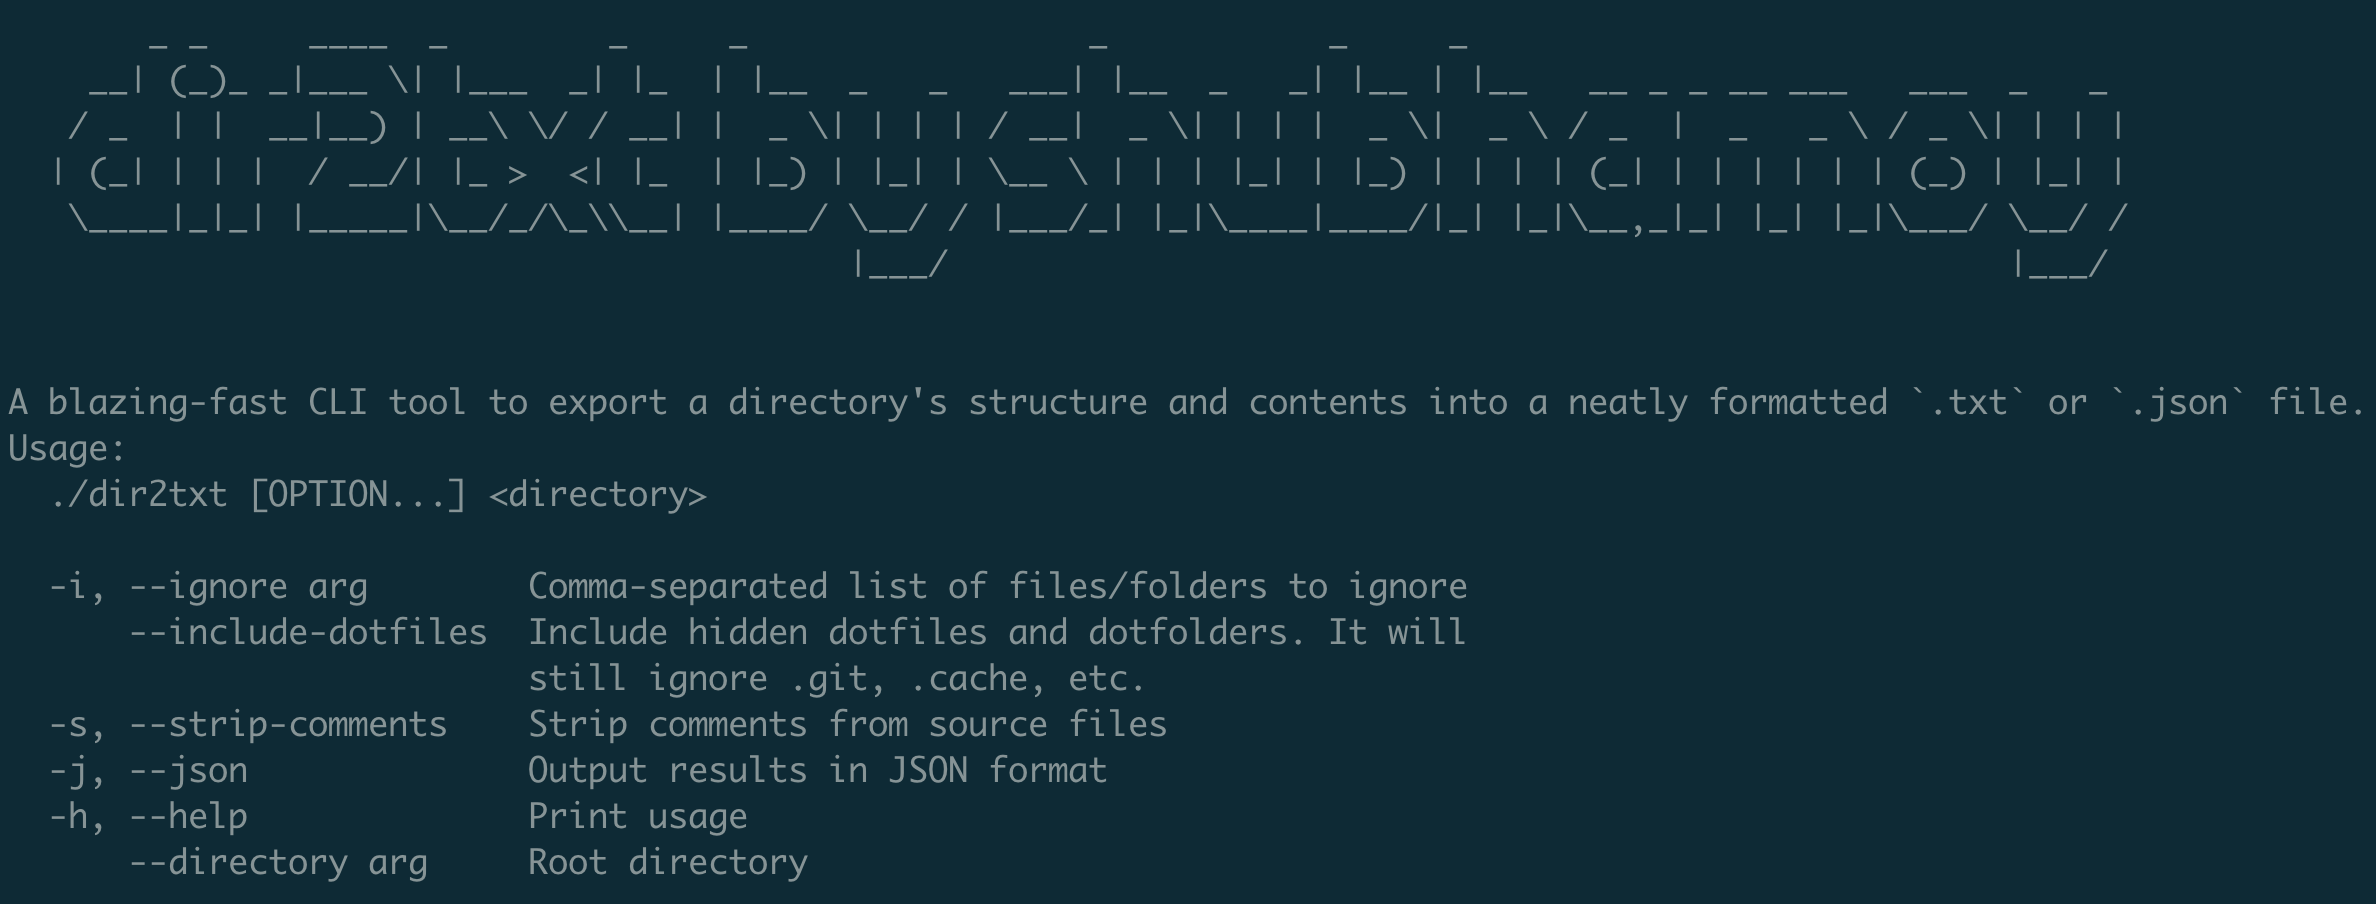 dir2txt by shubhamoy
A blazing-fast CLI tool to export a directory's structure and contents into a neatly formatted `.txt` or `.json` file.
Usage:
  ./dir2txt [OPTION...] <directory>

  -i, --ignore arg        Comma-separated list of files/folders to ignore
      --include-dotfiles  Include hidden dotfiles and dotfolders. It will
                          still ignore .git, .cache, etc.
  -s, --strip-comments    Strip comments from source files
  -j, --json              Output results in JSON format
  -h, --help              Print usage
      --directory arg     Root directory